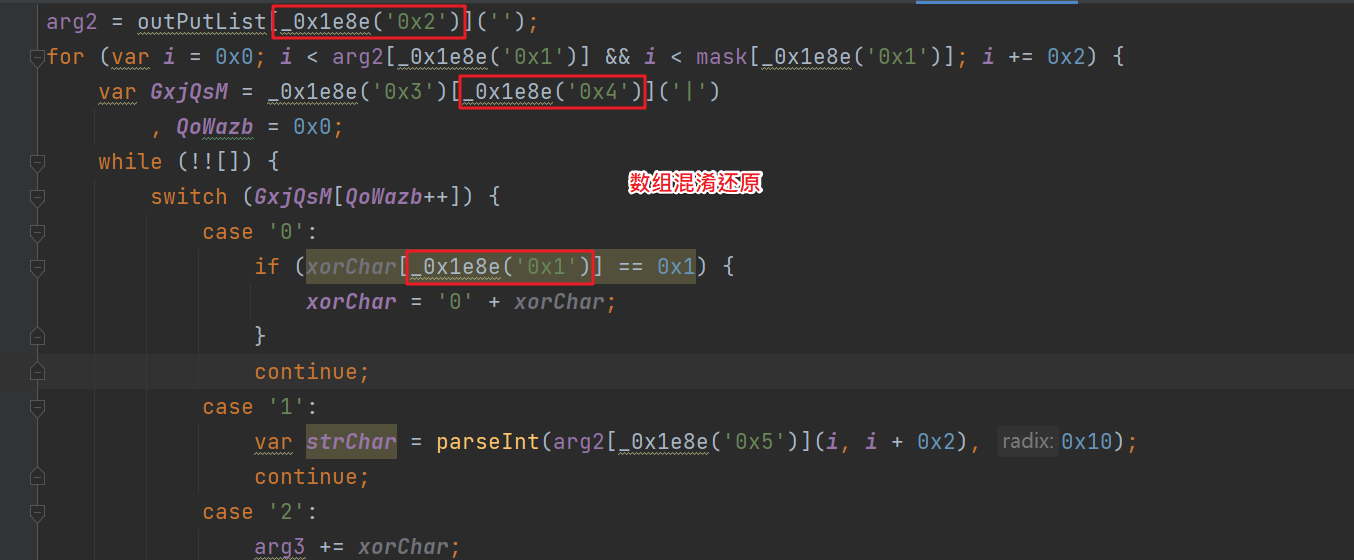 arg2 = outPutList[_0x1e8e('0x2')]('');
for (var i = 0x0; i < arg2[_0x1e8e('0x1')] && i < mask[_0x1e8e('0x1')]; i += 0x2) {
var GxjQsM = _0x1e8e('0x3')[_0x1e8e('0x4')]('|')
, QoWazb = 0x0;
while (!![]) {
switch (GxjQsM[QoWazb++]) {
数组混淆还原
case '0':
if (xorChar[_0x1e8e('0x1')] == 0x1) {
xorChar = '0' + xorChar;
}
continue;
case '1':
var strChar = parseInt(arg2[_0x1e8e('0x5')](i, i + 0x2), radix: 0x10);
continue;
case '2':
arg3 += xorChar;